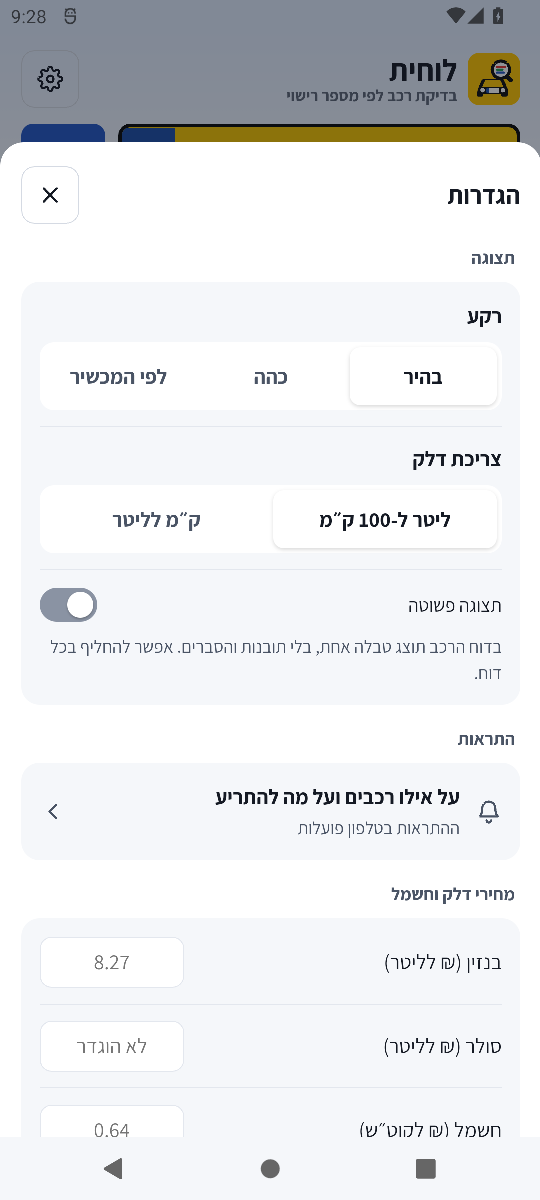 9:28
לוחית
בדיקת רכב לפי מספר רישוי
הגדרות
תצוגה
רקע
בהיר
כהה
לפי המכשיר
צריכת דלק
ליטר ל-100 ק״מ
ק״מ לליטר
תצוגה פשוטה
בדוח הרכב תוצג טבלה אחת, בלי תובנות והסברים. אפשר להחליף בכל
דוח.
התראות
על אילו רכבים ועל מה להתריע
ההתראות בטלפון פועלות
מחירי דלק וחשמל
בנזין (₪ לליטר)
8.27
סולר (₪ לליטר)
לא הוגדר
חשמל (₪ לקוט״ש)
0.64